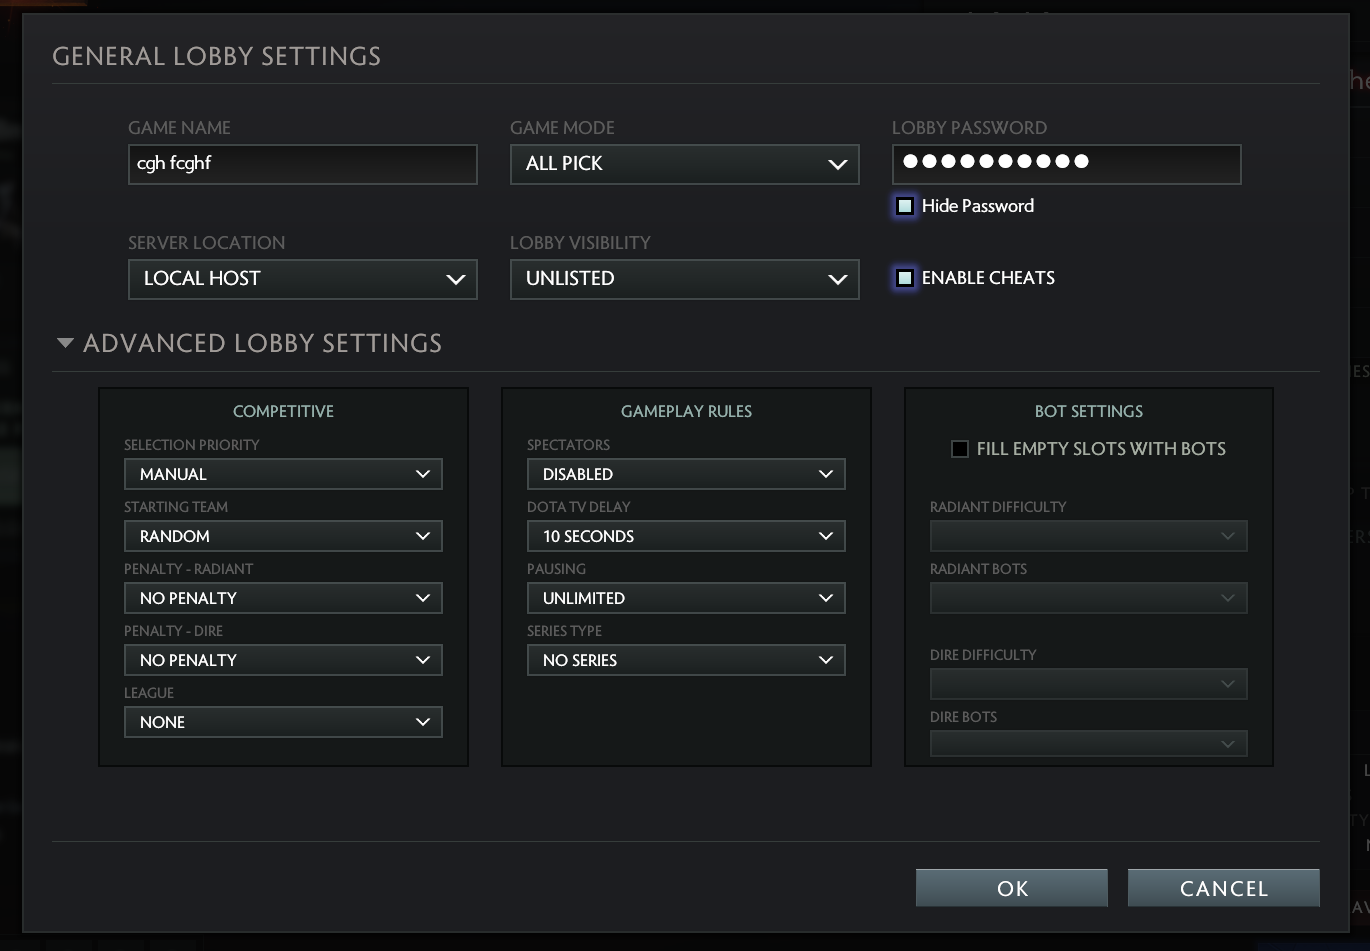 GENERAL LOBBY SETTINGS
GAME NAME
cgh fcghf
GAME MODE
ALL PICK
LOBBY PASSWORD
Hide Password
SERVER LOCATION
LOCAL HOST
LOBBY VISIBILITY
UNLISTED
ENABLE CHEATS
ADVANCED LOBBY SETTINGS
COMPETITIVE
SELECTION PRIORITY
MANUAL
STARTING TEAM
RANDOM
PENALTY - RADIANT
NO PENALTY
PENALTY - DIRE
NO PENALTY
LEAGUE
NONE
GAMEPLAY RULES
SPECTATORS
DISABLED
DOTA TV DELAY
10 SECONDS
PAUSING
UNLIMITED
SERIES TYPE
NO SERIES
BOT SETTINGS
FILL EMPTY SLOTS WITH BOTS
RADIANT DIFFICULTY
RADIANT BOTS
DIRE DIFFICULTY
DIRE BOTS
OK
CANCEL